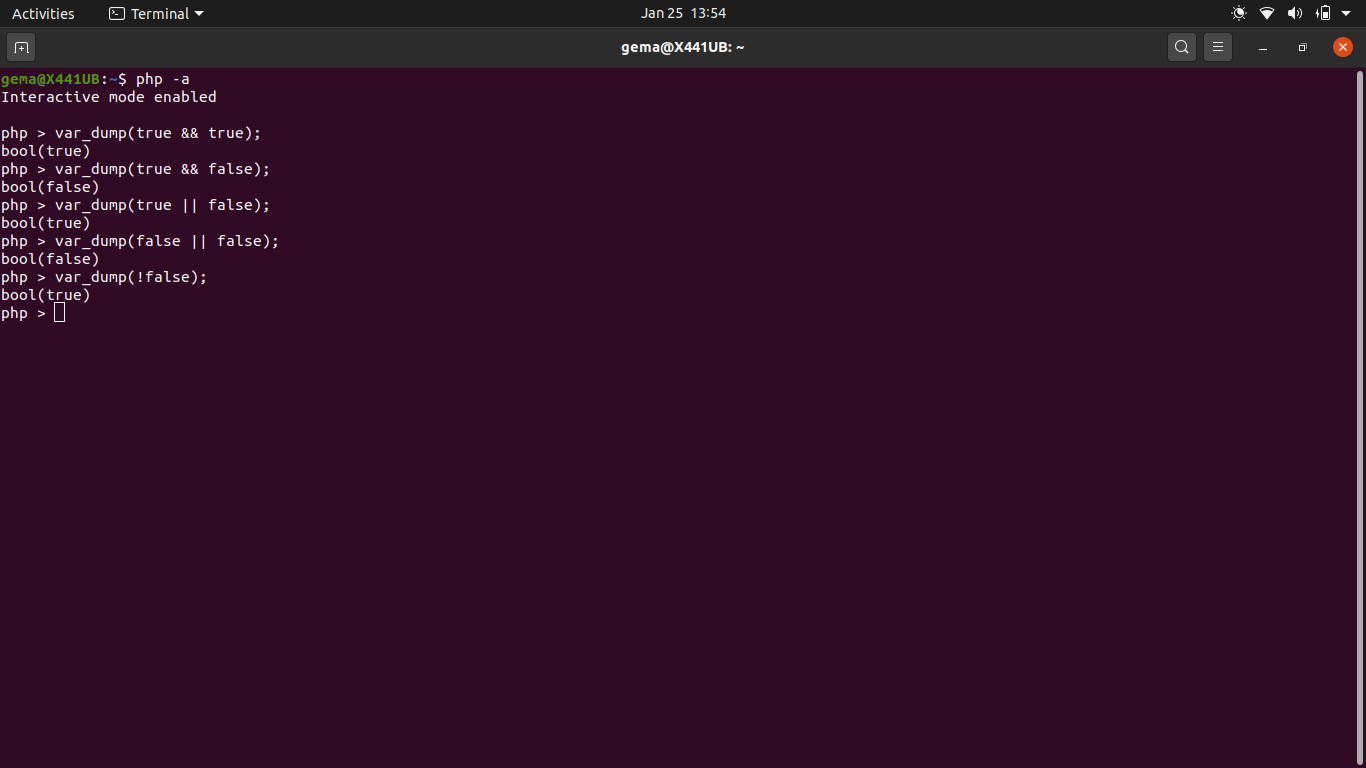 Activities Terminal Jan 25 13:54
gema@X441UB: ~
gema@X441UB:~$ php -a
Interactive mode enabled
php > var_dump(true && true);
bool(true)
php > var_dump(true && false);
bool(false)
php > var_dump(true || false);
bool(true)
php > var_dump(false || false);
bool(false)
php > var_dump(!false);
bool(true)
php >